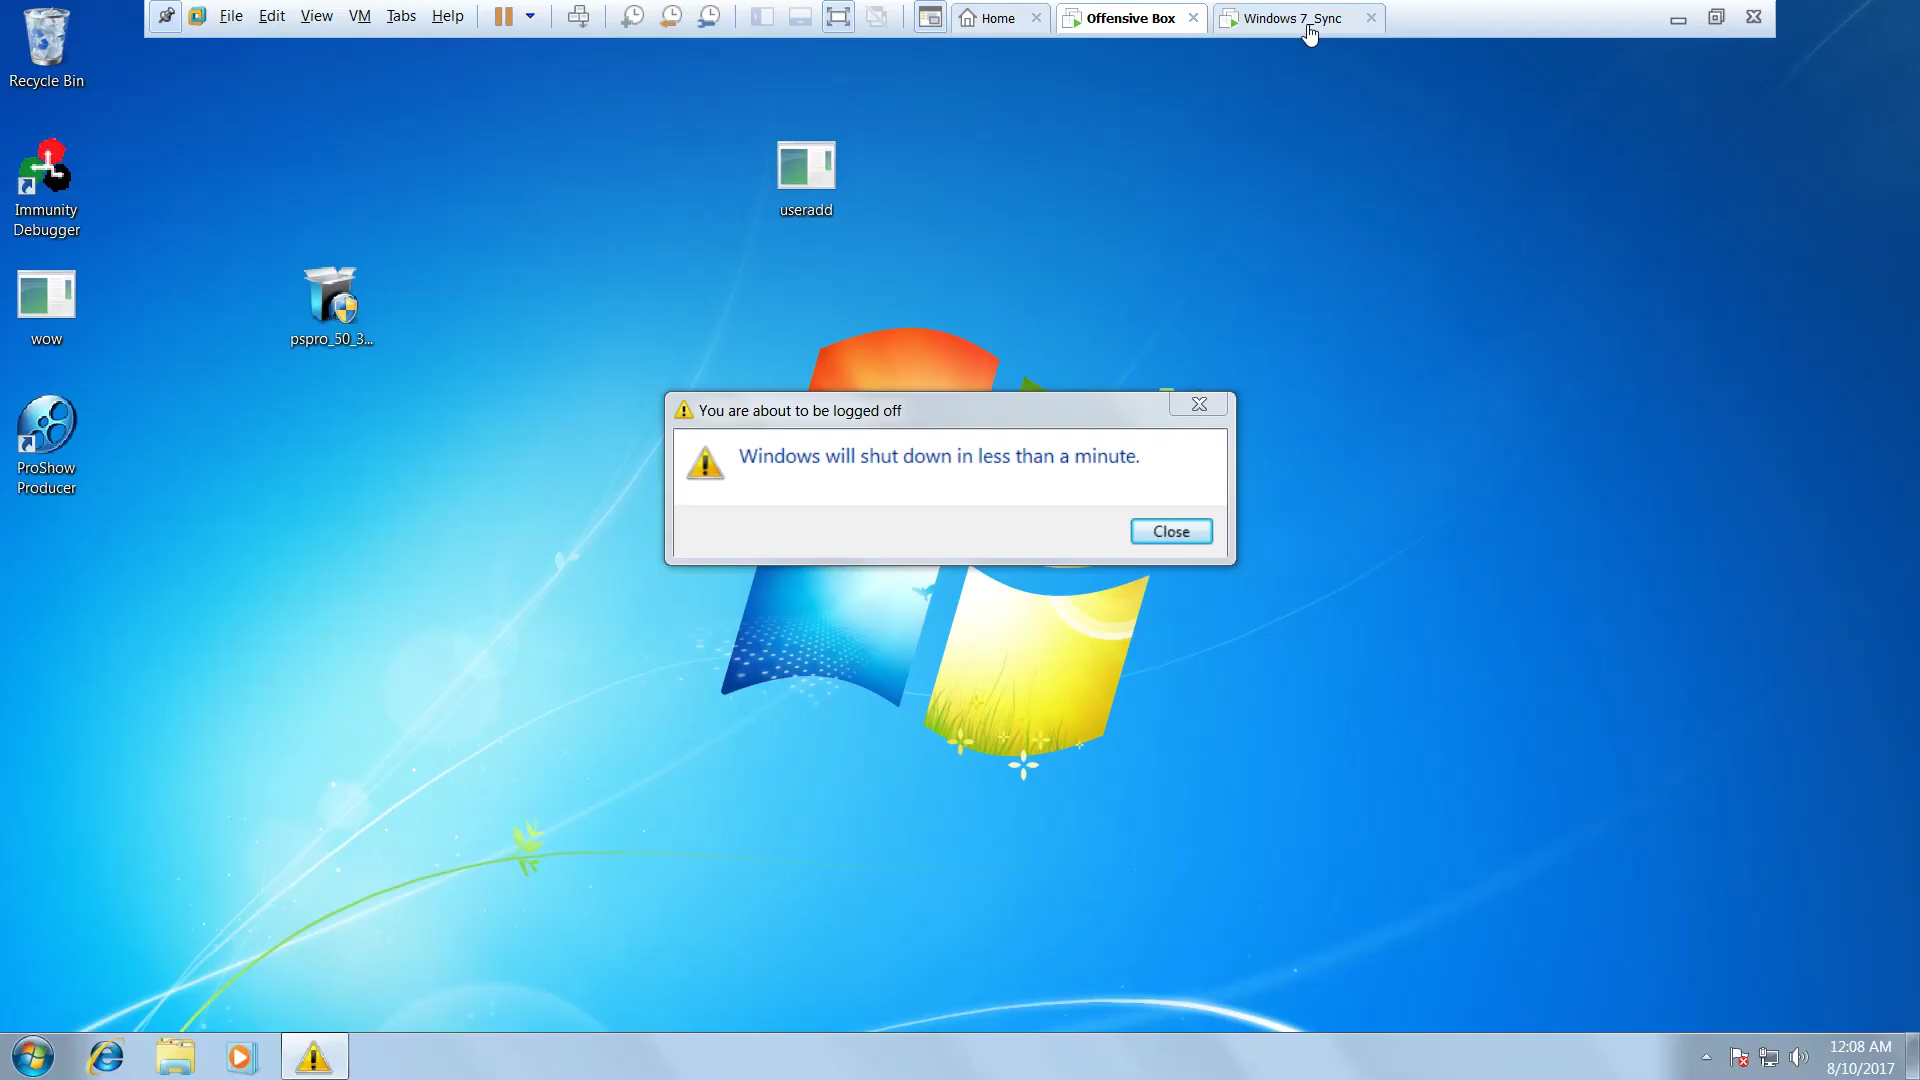 File Edit View VM Tabs Help
Home
Offensive Box
Windows 7_Sync
Recycle Bin
useradd
Immunity
Debugger
wow
pspro_50_3...
ProShow
Producer
You are about to be logged off
Windows will shut down in less than a minute.
Close
12:08 AM
8/10/2017